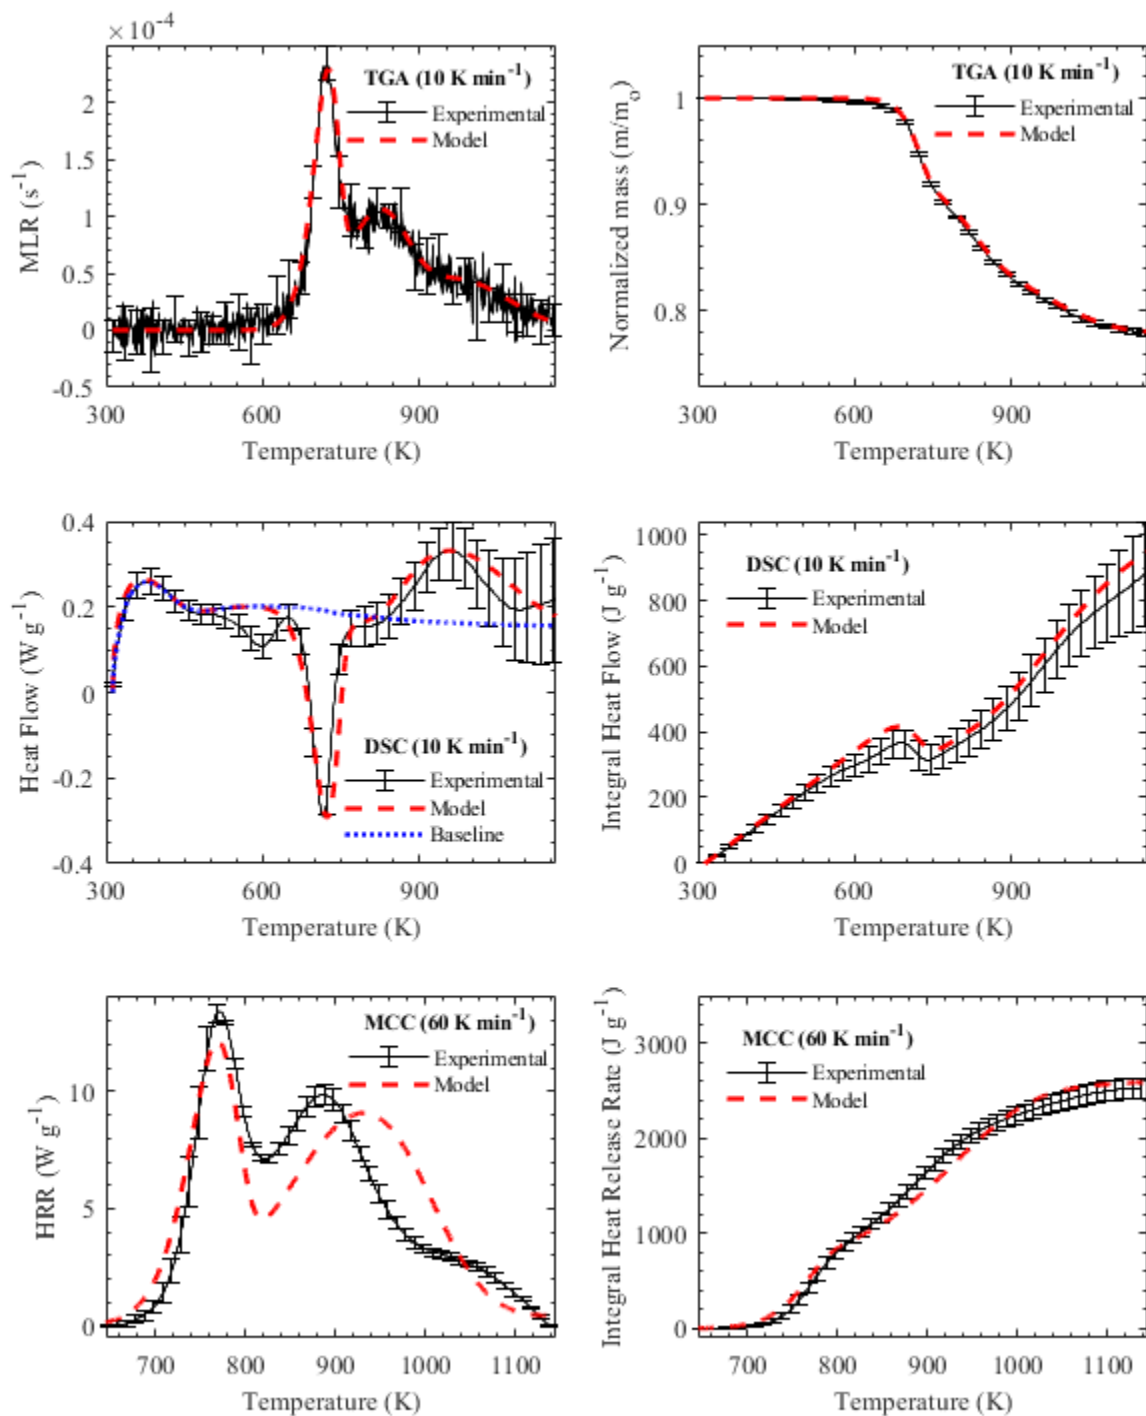 ×10⁻⁴
MLR (s⁻¹)
2
1.5
1
0.5
0
-0.5
TGA (10 K min⁻¹)
Experimental
Model
300 600 900
Temperature (K)
Normalized mass (m/mₒ)
1
0.9
0.8
TGA (10 K min⁻¹)
Experimental
Model
300 600 900
Temperature (K)
Heat Flow (W g⁻¹)
0.4
0.2
0
-0.2
-0.4
DSC (10 K min⁻¹)
Experimental
Model
Baseline
300 600 900
Temperature (K)
Integral Heat Flow (J g⁻¹)
1000
800
600
400
200
0
DSC (10 K min⁻¹)
Experimental
Model
300 600 900
Temperature (K)
HRR (W g⁻¹)
10
5
0
MCC (60 K min⁻¹)
Experimental
Model
700 800 900 1000 1100
Temperature (K)
Integral Heat Release Rate (J g⁻¹)
3000
2000
1000
0
MCC (60 K min⁻¹)
Experimental
Model
700 800 900 1000 1100
Temperature (K)